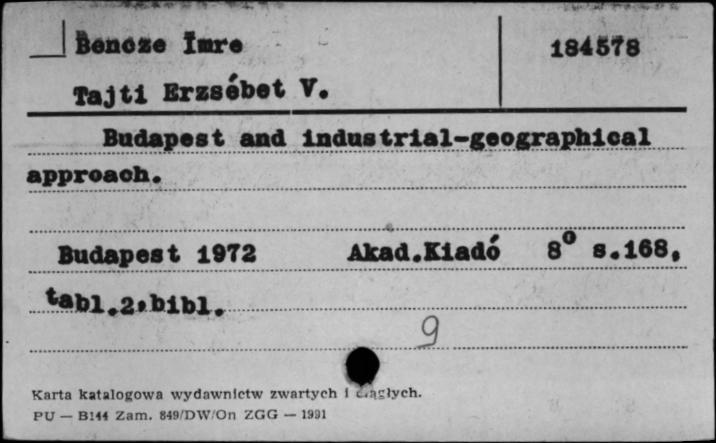 Bencze Imre 184578
Tajti Erzsébet V.
Budapest and industrial-geographical
approach.
Budapest 1972 Akad.Kiadó 8° s.168,
tabl.2,bibl.
9
Karta katalogowa wydawnictw zwartych i ciągłych.
PU — B144 Zam. 849/DW/On ZGG — 1991